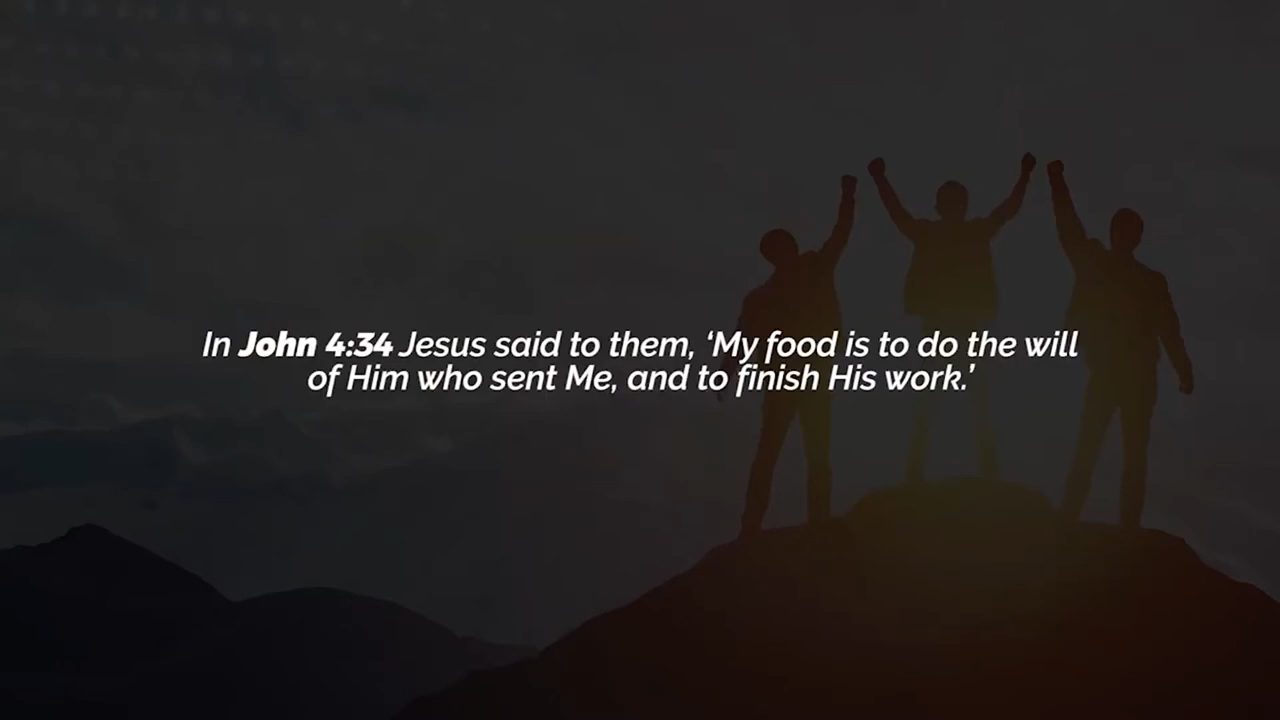 In John 4:34 Jesus said to them, ‘My food is to do the will
of Him who sent Me, and to finish His work.’